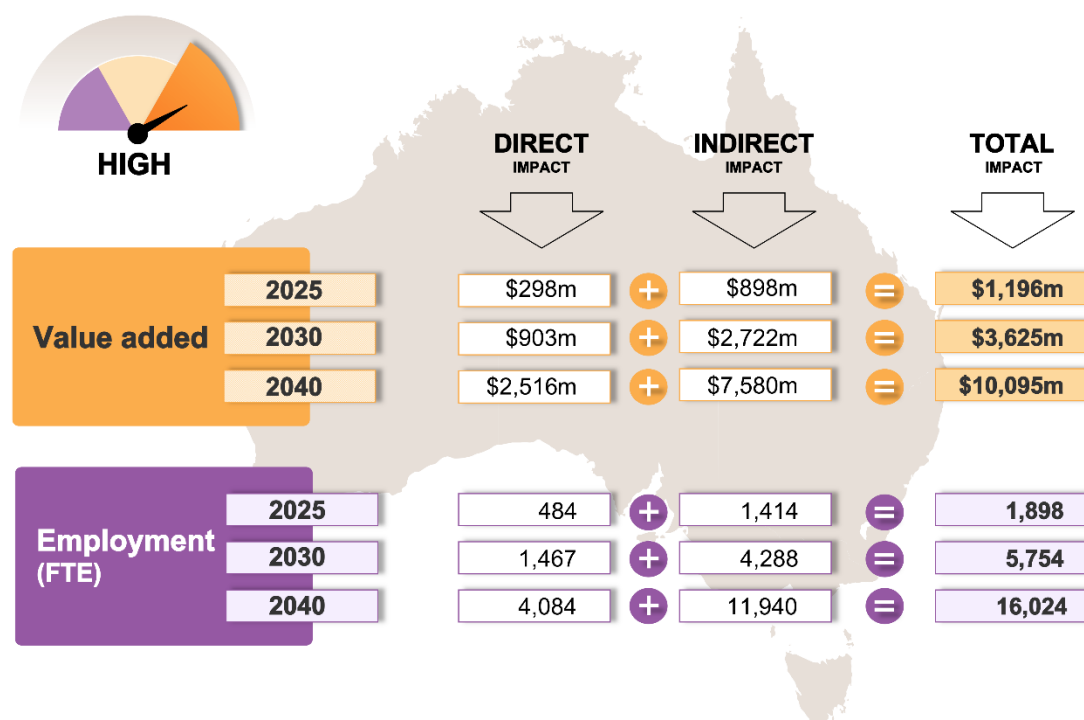 HIGH
DIRECT INDIRECT TOTAL
IMPACT IMPACT IMPACT
Value added
2025 $298m + $898m = $1,196m
2030 $903m + $2,722m = $3,625m
2040 $2,516m + $7,580m = $10,095m
Employment
(FTE)
2025 484 + 1,414 = 1,898
2030 1,467 + 4,288 = 5,754
2040 4,084 + 11,940 = 16,024